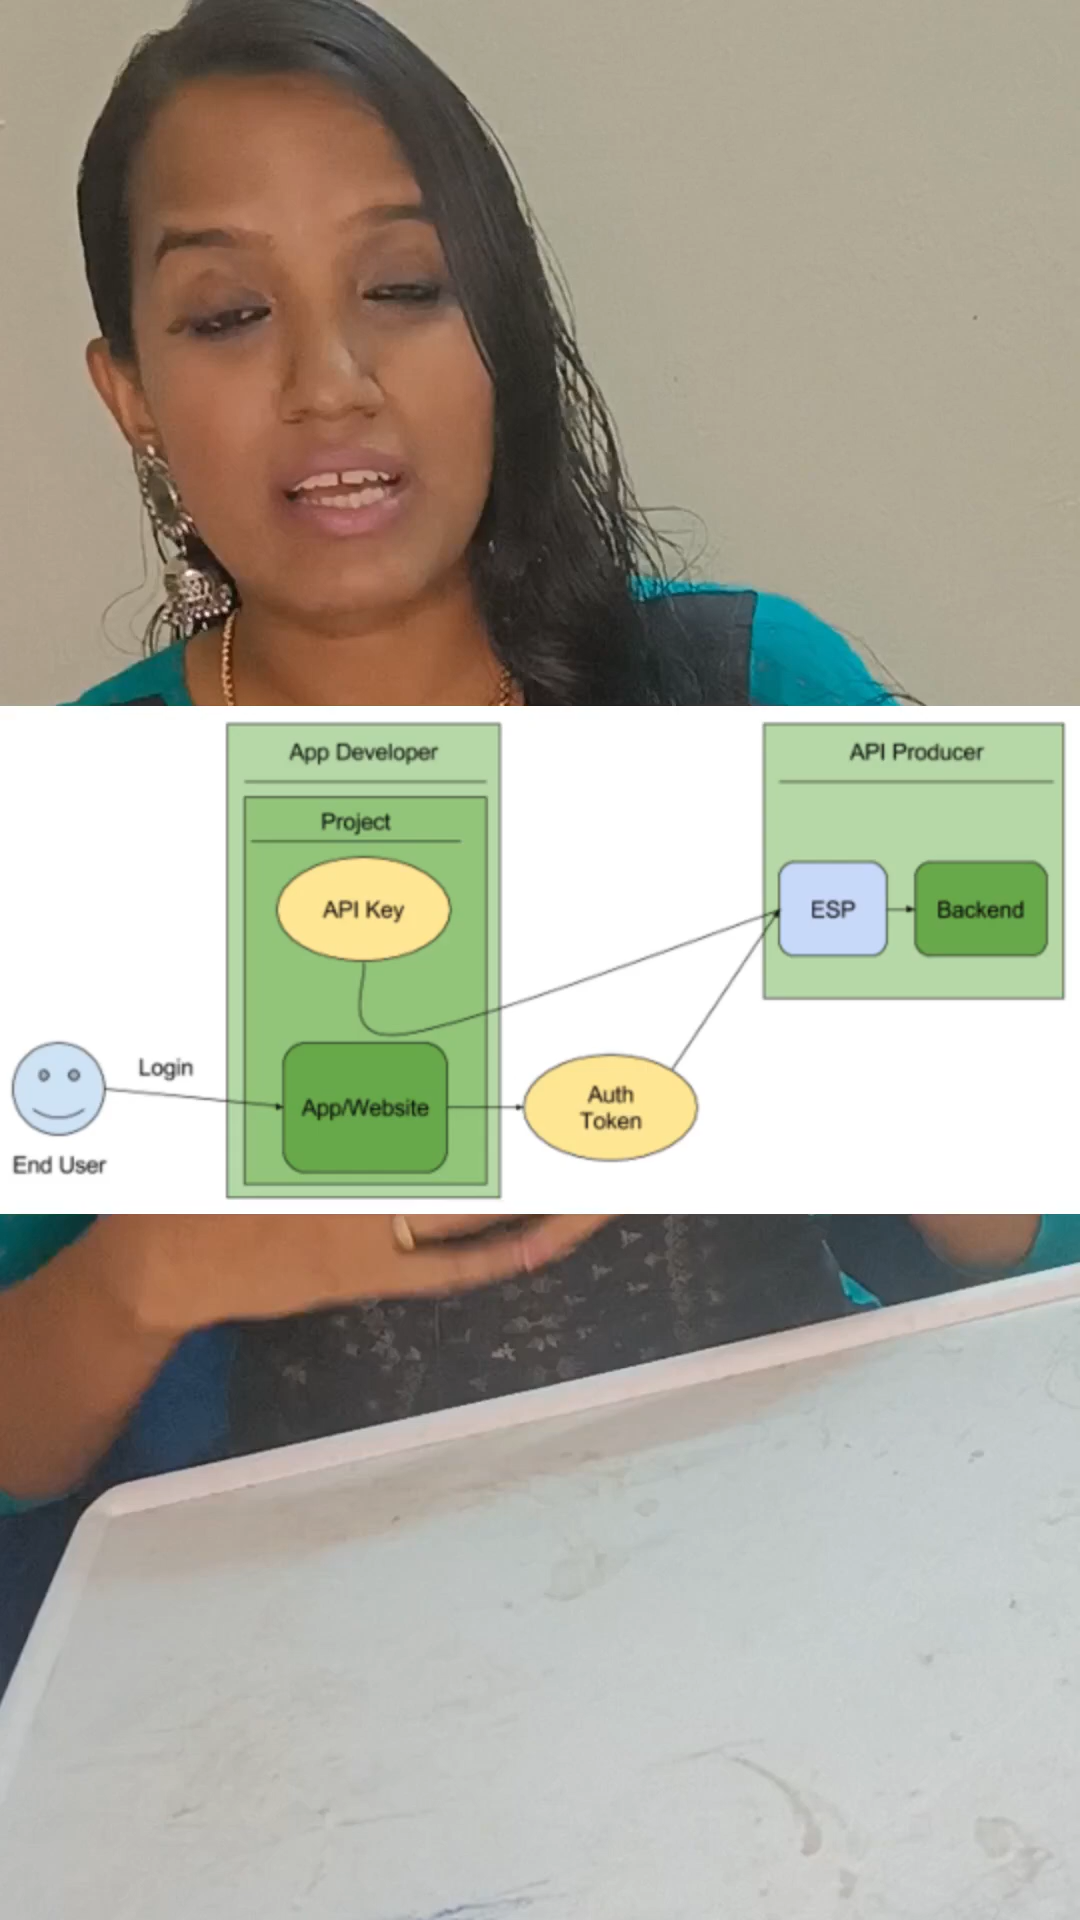 App Developer
API Producer
Project
API Key
ESP
Backend
Login
App/Website
Auth
Token
End User